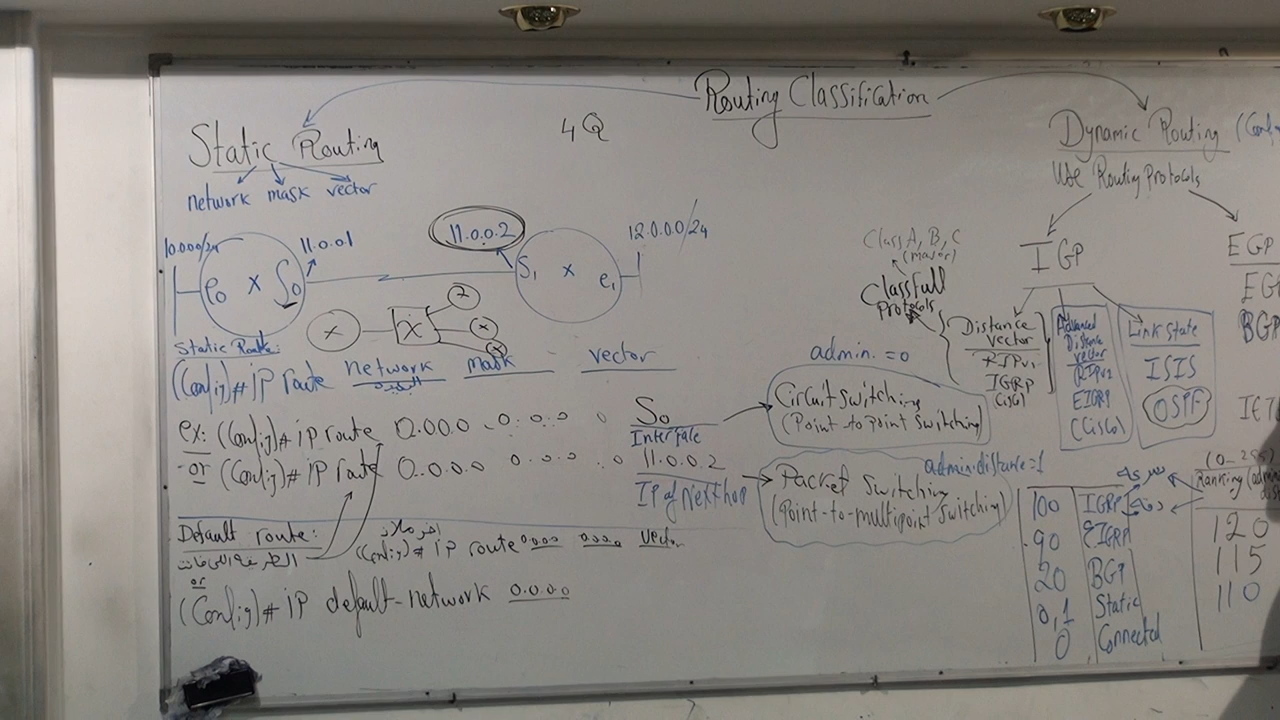 Routing Classification
4Q
Static Routing
network mask vector
10.0.0.0/24
11.0.0.1
11.0.0.2
12.0.0.0/24
e0 x S0
S1 x e1
x
x
2
x
x
Static Route:
(Config)# IP route network mask vector
البعيدة
ex: (Config)# IP route 0.0.0.0 0.0.0.0 S0
Interface
or (Config)# IP route 0.0.0.0 0.0.0.0 11.0.0.2
IP of Next hop
admin. = 0
Circuit switching
(Point-to point switching)
admin.distance=1
Packet switching
(Point-to-multipoint switching)
Default route:
اخر ملاذ
(Config)# IP route 0.0.0.0 0.0.0.0 vector
or
(Config)# IP default-network 0.0.0.0
Dynamic Routing
Use Routing Protocols
IGP
EGP
BGP
Class A, B, C
(major)
Classfull
Protocols
Distance
vector
RIPv1
IGRP
(Cisco)
Advanced
Distance
vector
RIPv2
EIGRP
(Cisco)
Link state
ISIS
OSPF
100 IGRP
90 EIGRP
20 BGP
0,1 Static
0 Connected
سرعة
دقة
120
115
110